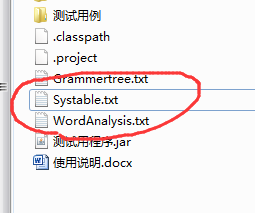 测试用例
.classpath
.project
Grammertree.txt
Systable.txt
WordAnalysis.txt
测试用程序.jar
使用说明.docx